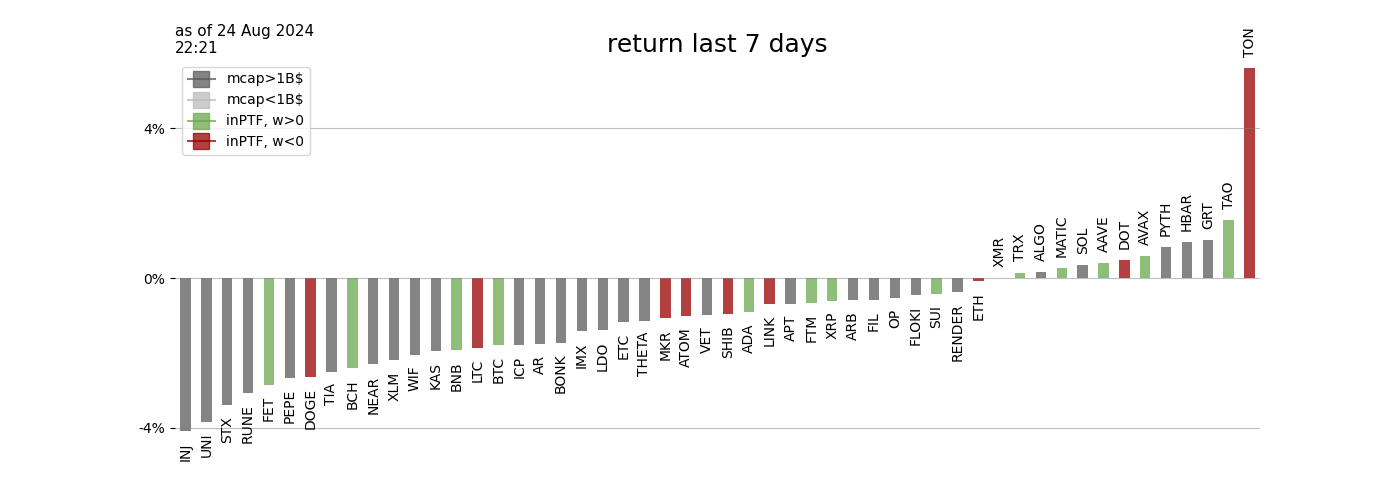 as of 24 Aug 2024
22:21
return last 7 days
mcap>1B$
mcap<1B$
inPTF, w>0
inPTF, w<0
4%
0%
-4%
INJ
UNI
STX
RUNE
FET
PEPE
DOGE
TIA
BCH
NEAR
XLM
WIF
KAS
BNB
LTC
BTC
ICP
AR
BONK
IMX
LDO
ETC
THETA
MKR
ATOM
VET
SHIB
ADA
LINK
APT
FTM
XRP
ARB
FIL
OP
FLOKI
SUI
RENDER
ETH
XMR
TRX
ALGO
MATIC
SOL
AAVE
DOT
AVAX
PYTH
HBAR
GRT
TAO
TON